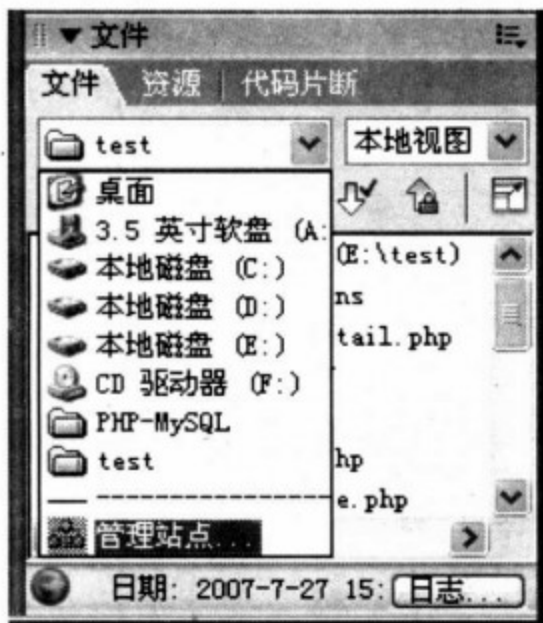 文件
文件 资源 代码片断
test 本地视图
桌面
3.5 英寸软盘 (A:
本地磁盘 (C:) (E:\test)
本地磁盘 (D:) ns
本地磁盘 (E:) tail.php
CD 驱动器 (F:)
PHP-MySQL
test hp
e.php
管理站点...
日期: 2007-7-27 15: 日志...